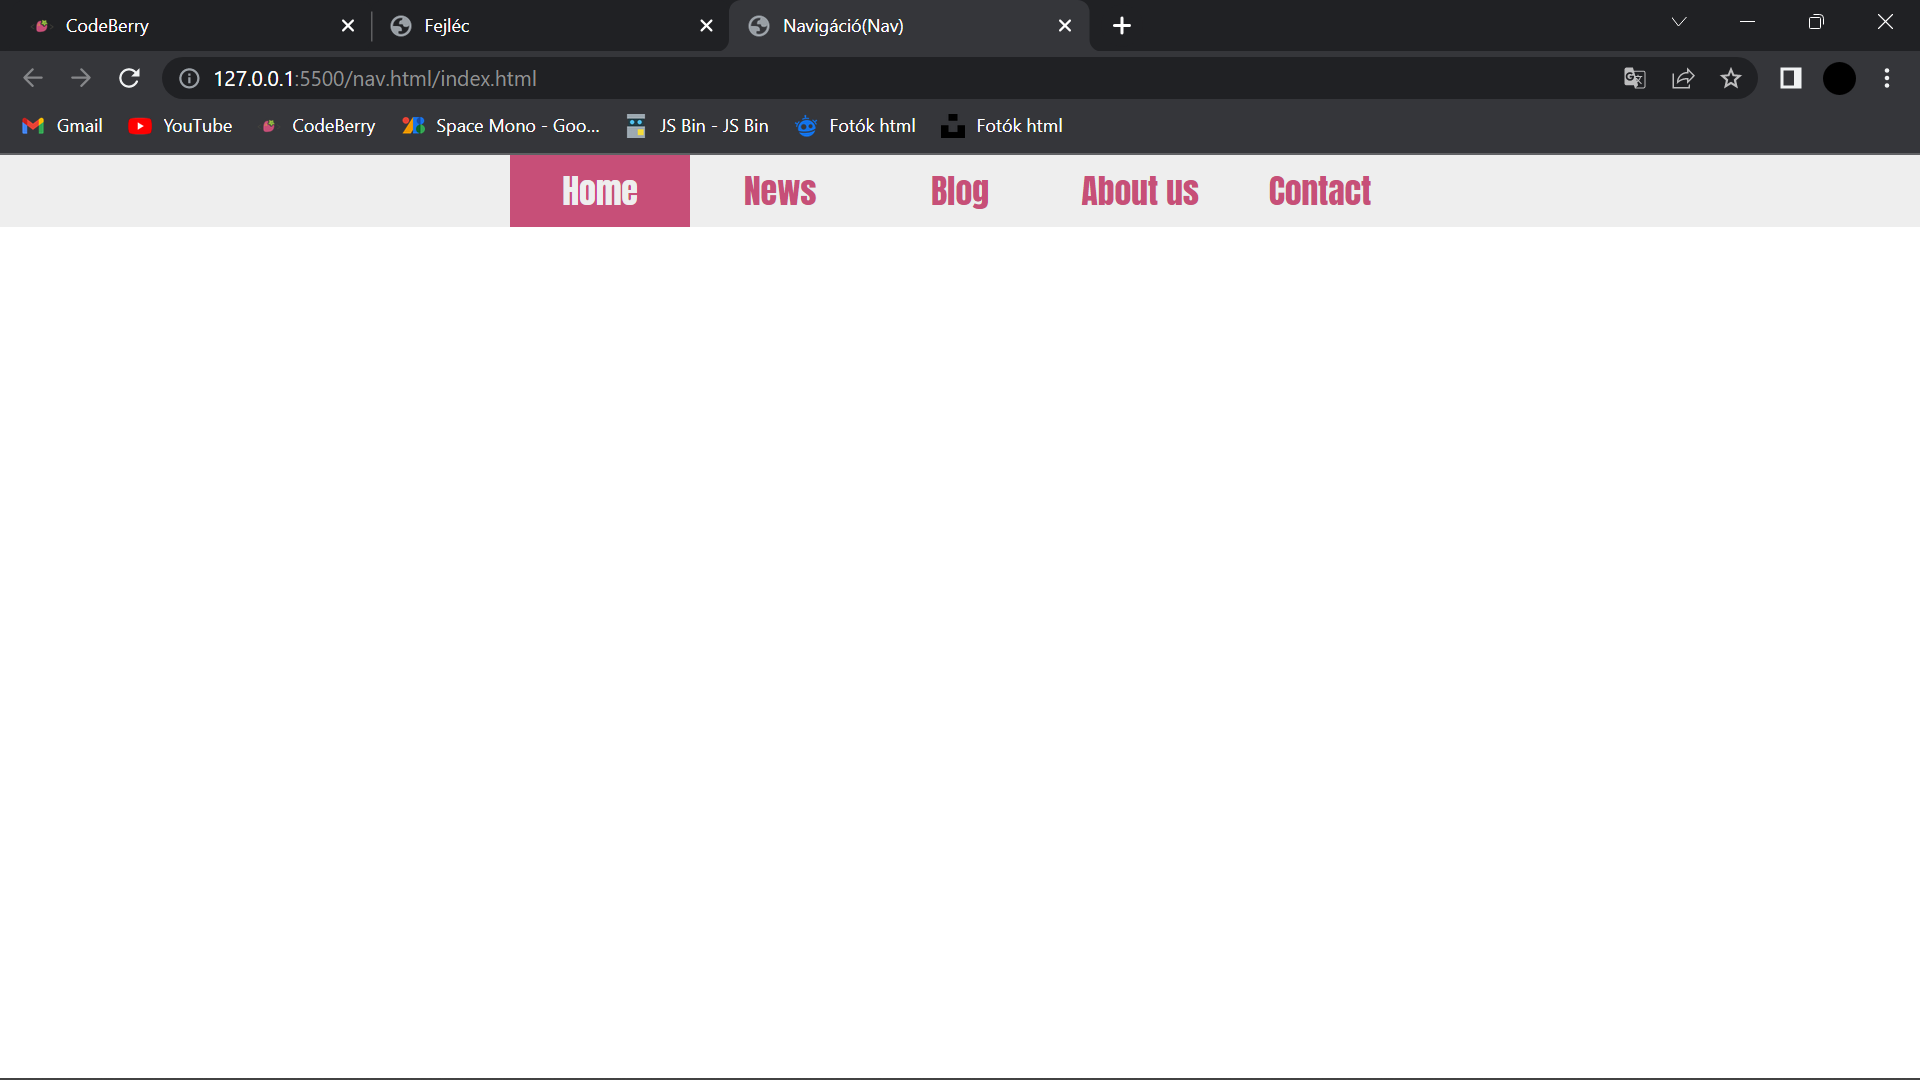 CodeBerry
Fejléc
Navigáció(Nav)
127.0.0.1:5500/nav.html/index.html
Gmail YouTube CodeBerry Space Mono - Goo... JS Bin - JS Bin Fotók html Fotók html
Home News Blog About us Contact